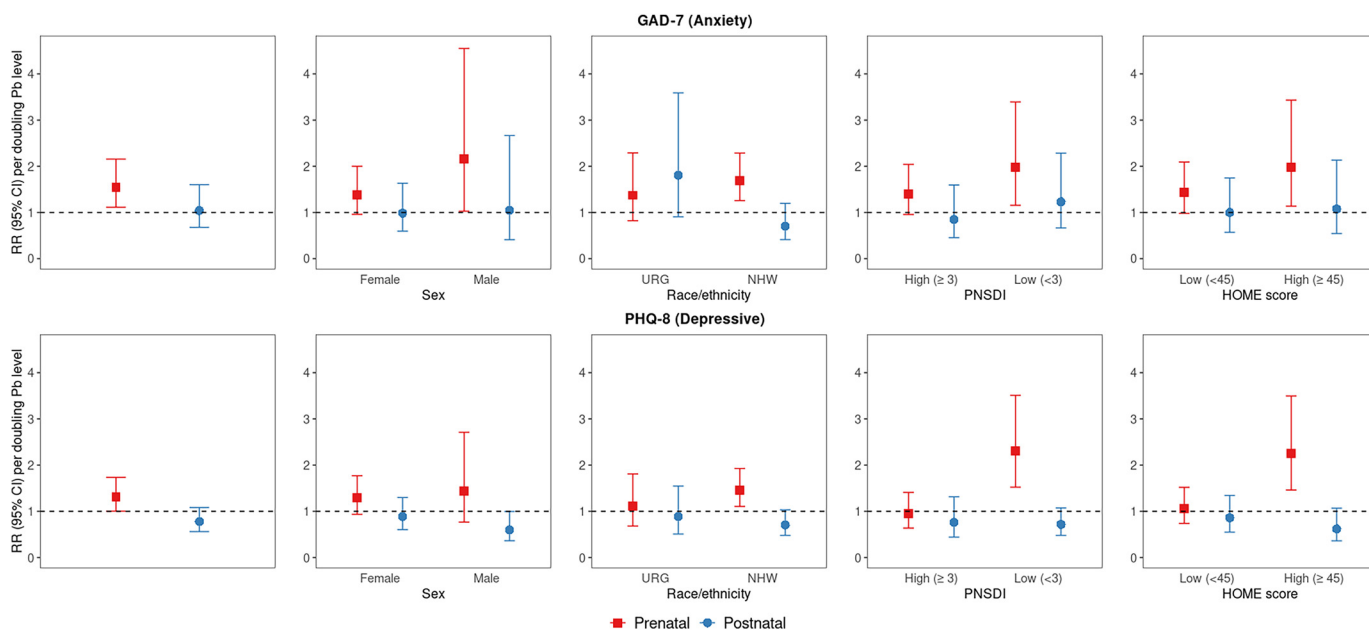 GAD-7 (Anxiety)
RR (95% CI) per doubling Pb level
4
3
2
1
0
4
3
2
1
0
Female Male
Sex
4
3
2
1
0
URG NHW
Race/ethnicity
4
3
2
1
0
High (≥ 3) Low (<3)
PNSDI
4
3
2
1
0
Low (<45) High (≥ 45)
HOME score
PHQ-8 (Depressive)
RR (95% CI) per doubling Pb level
4
3
2
1
0
4
3
2
1
0
Female Male
Sex
4
3
2
1
0
URG NHW
Race/ethnicity
4
3
2
1
0
High (≥ 3) Low (<3)
PNSDI
4
3
2
1
0
Low (<45) High (≥ 45)
HOME score
Prenatal Postnatal